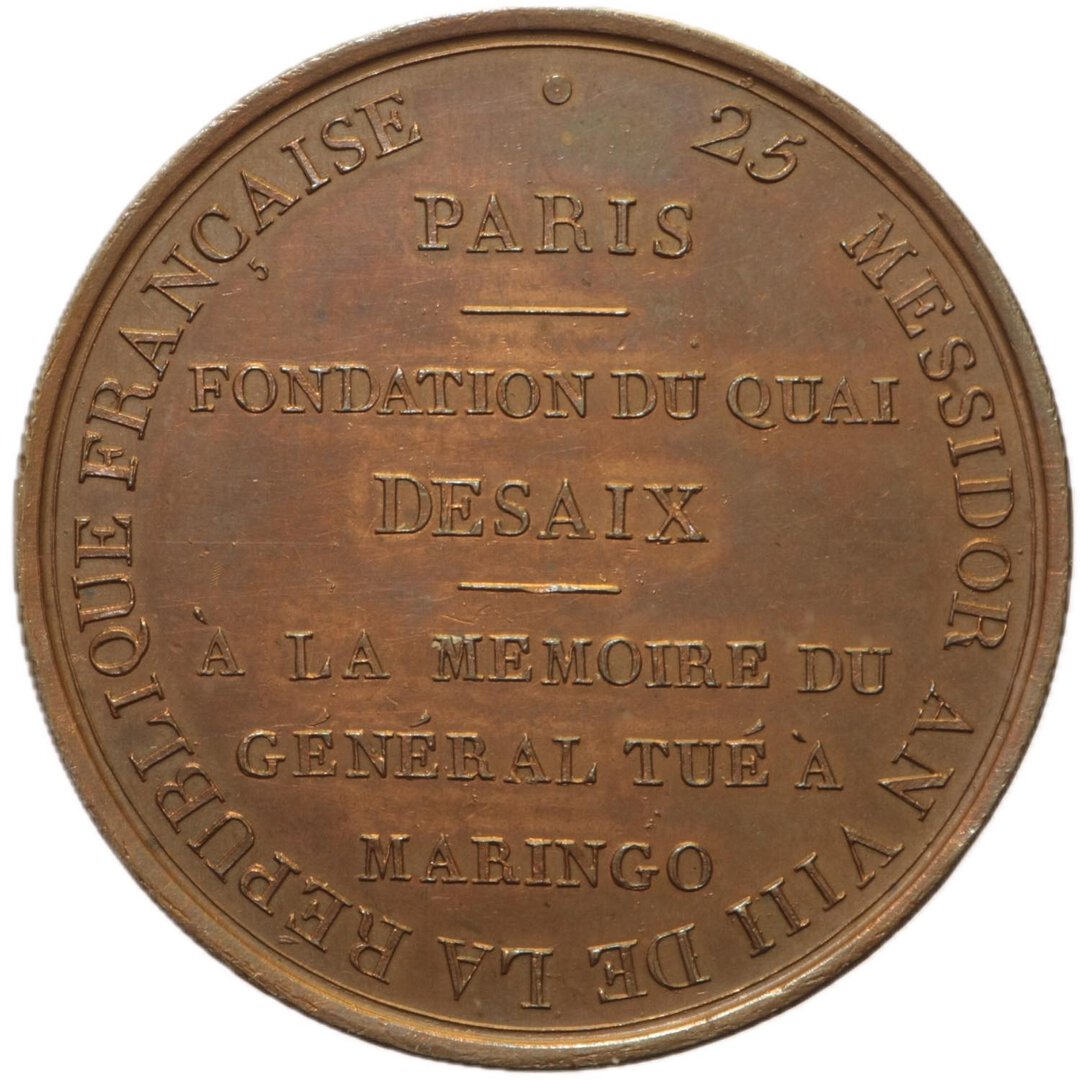 25 MESSIDOR AN VIII DE LA RÉPUBLIQUE FRANÇAISE
PARIS
FONDATION DU QUAI
DESAIX
À LA MEMOIRE DU
GÉNÉRAL TUÉ À
MARINGO